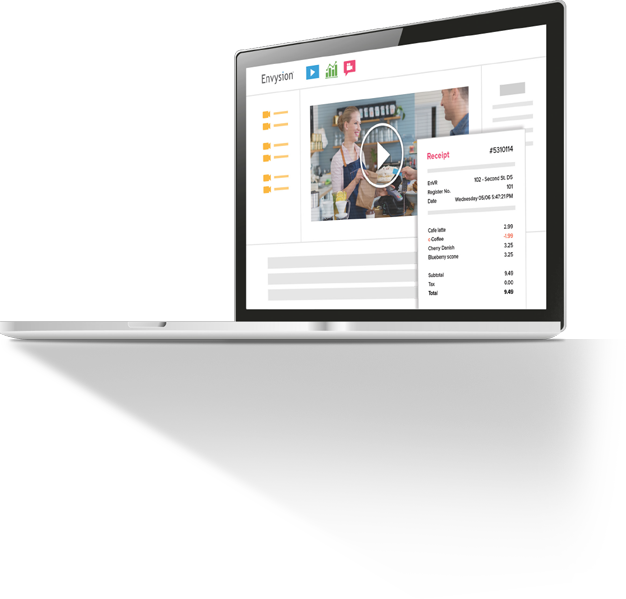 Envysion
Receipt #5310114
EnVR 102 - Second St. DS
Register No. 101
Date Wednesday 05/06 5:47:21 PM
Cafe latte 2.99
x Coffee 4.99
Cherry Danish 3.25
Blueberry scone 3.25
Subtotal 9.49
Tax 0.00
Total 9.49